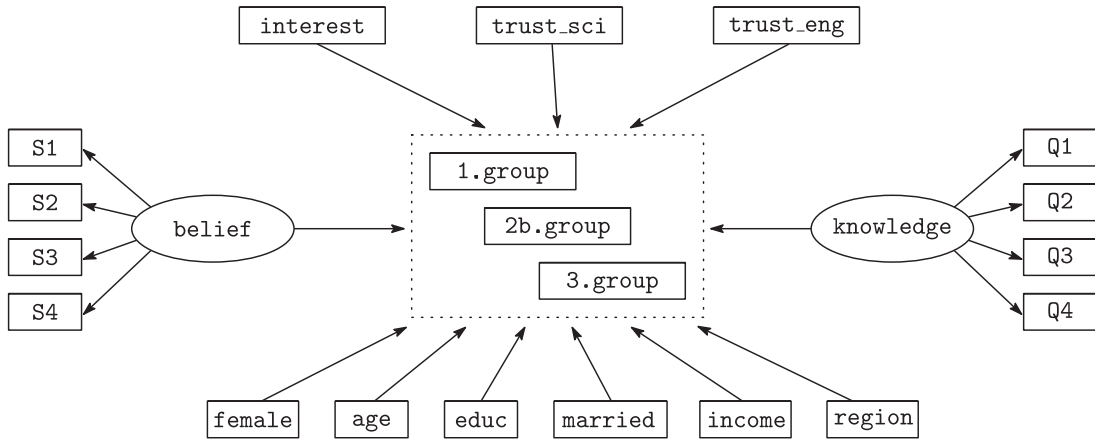 interest
trust_sci
trust_eng
S1
S2
S3
S4
belief
1.group
2b.group
3.group
knowledge
Q1
Q2
Q3
Q4
female
age
educ
married
income
region